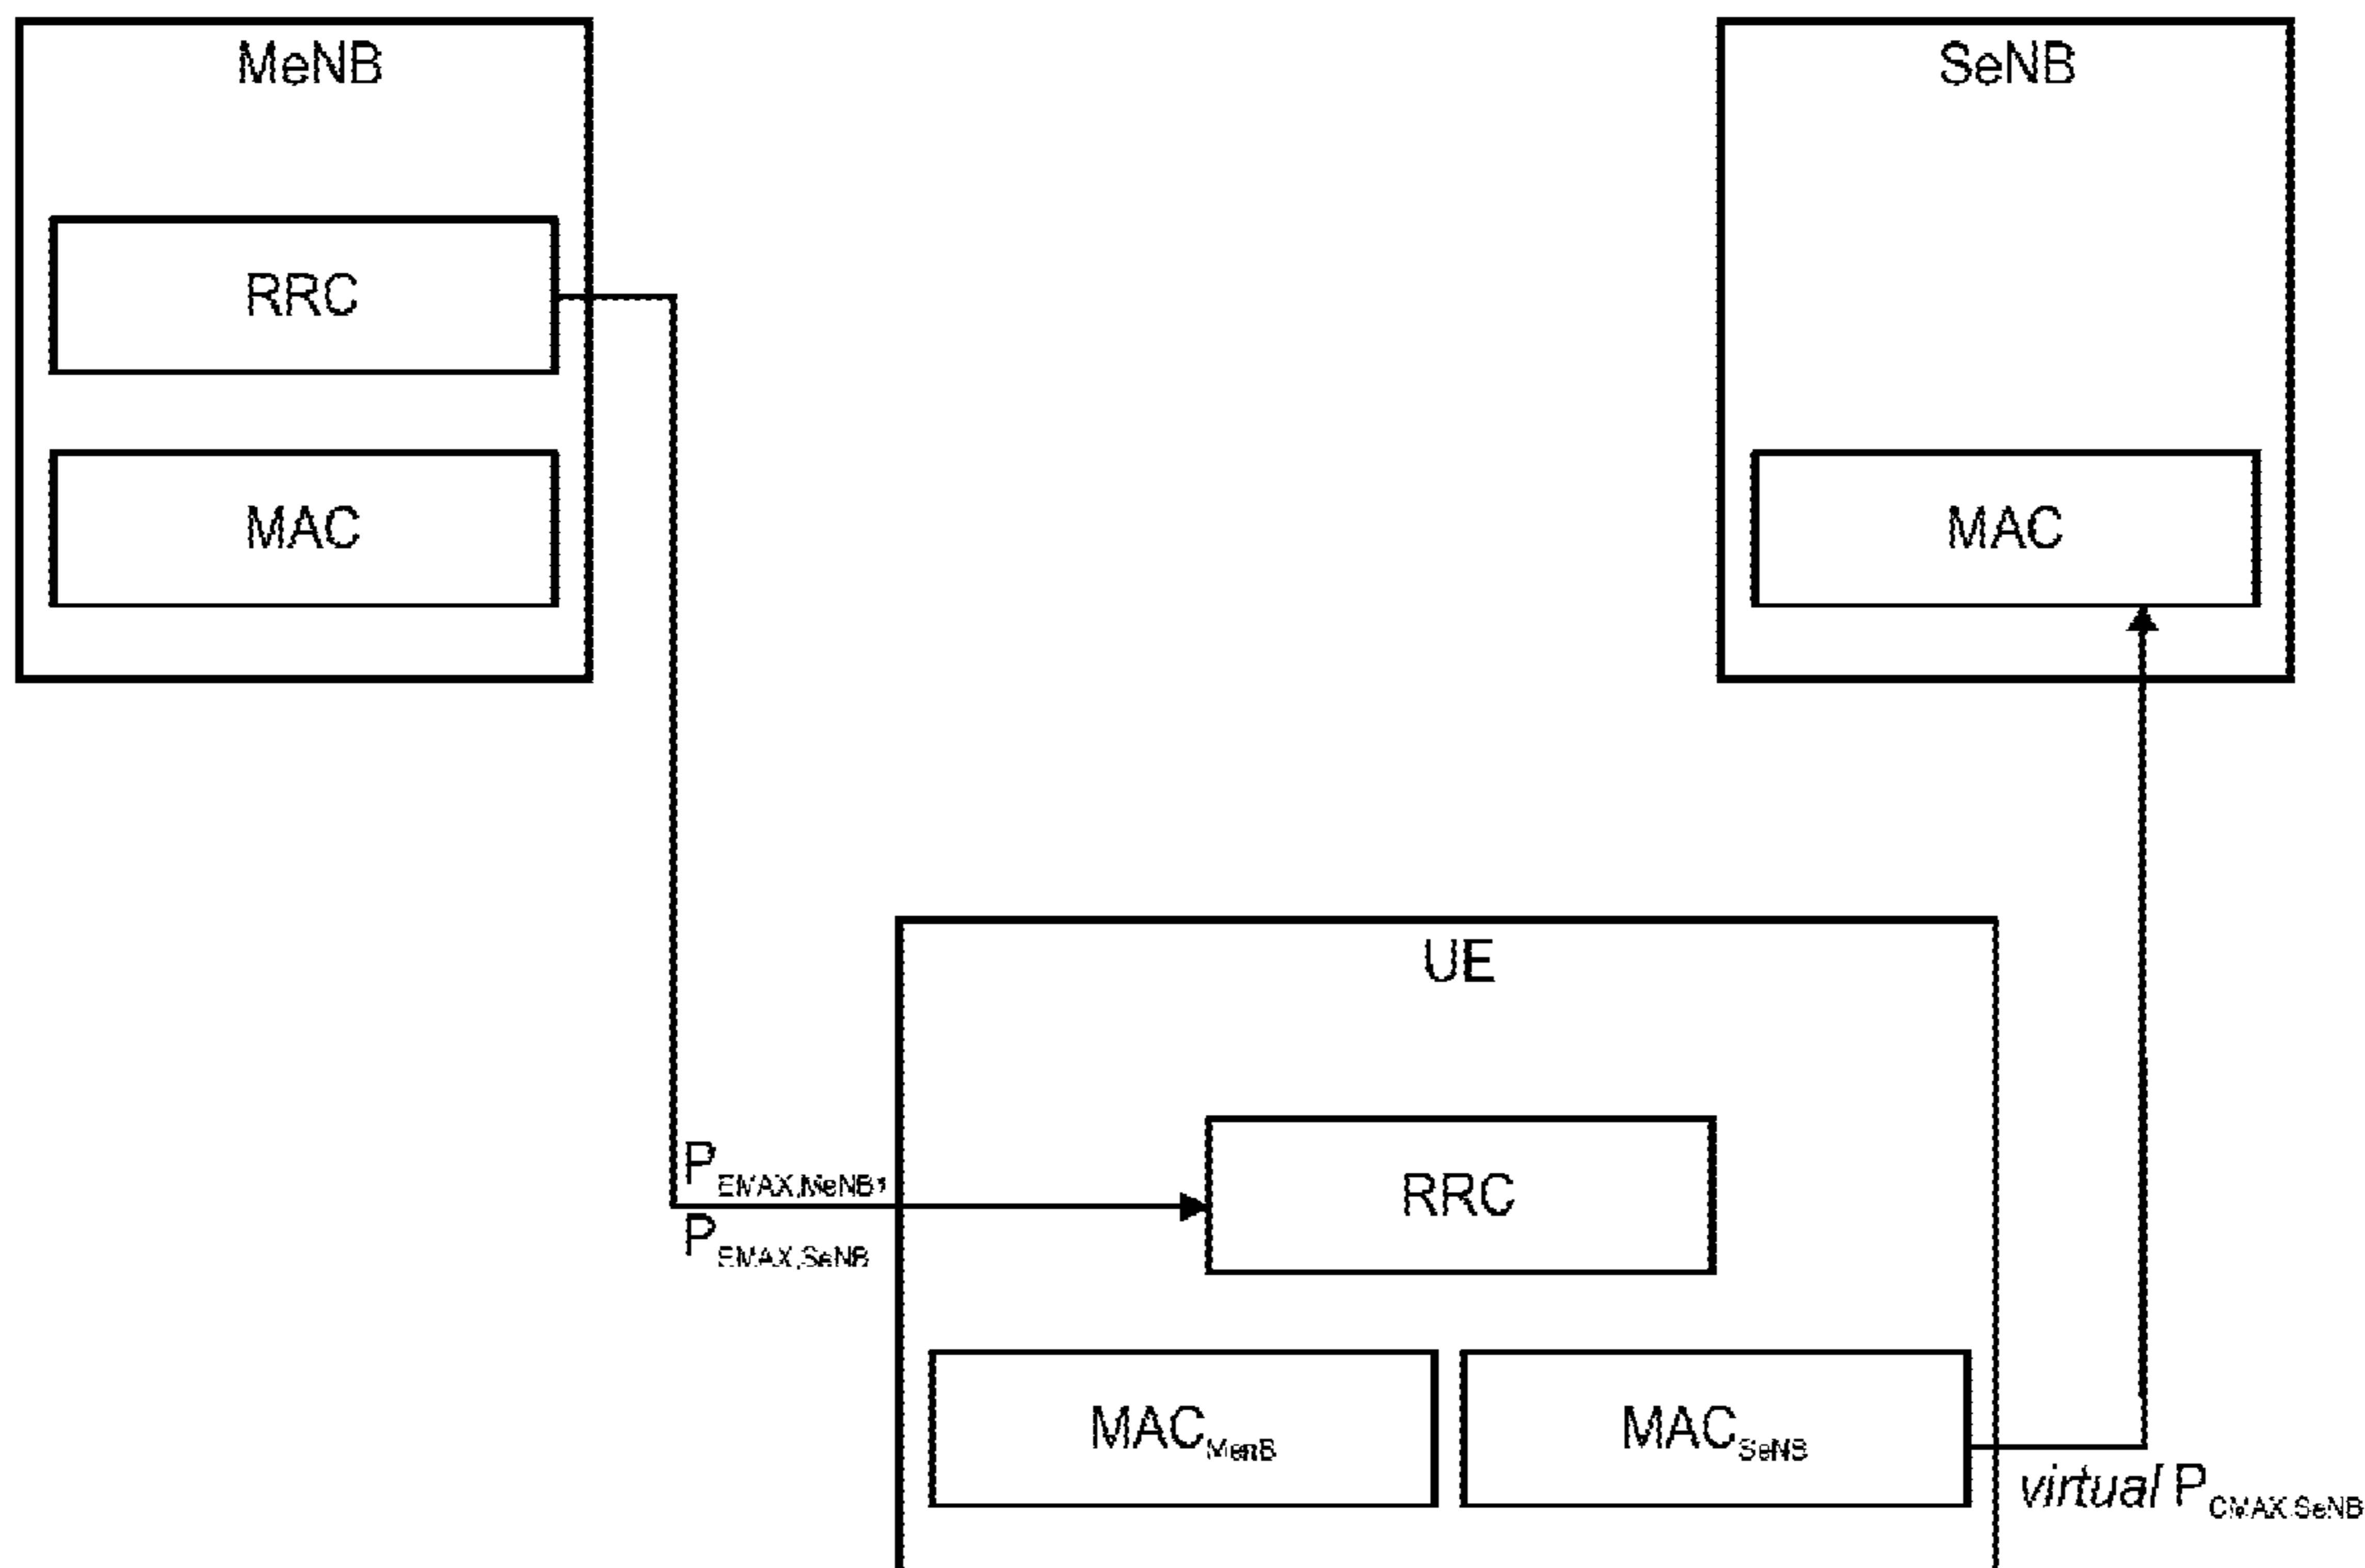 MeNB
SeNB
RRC
MAC
MAC
UE
P EMAX,MeNB,
P EMAX,SeNB
RRC
MAC MenB
MAC SeNB
virtual P CMAX,SeNB